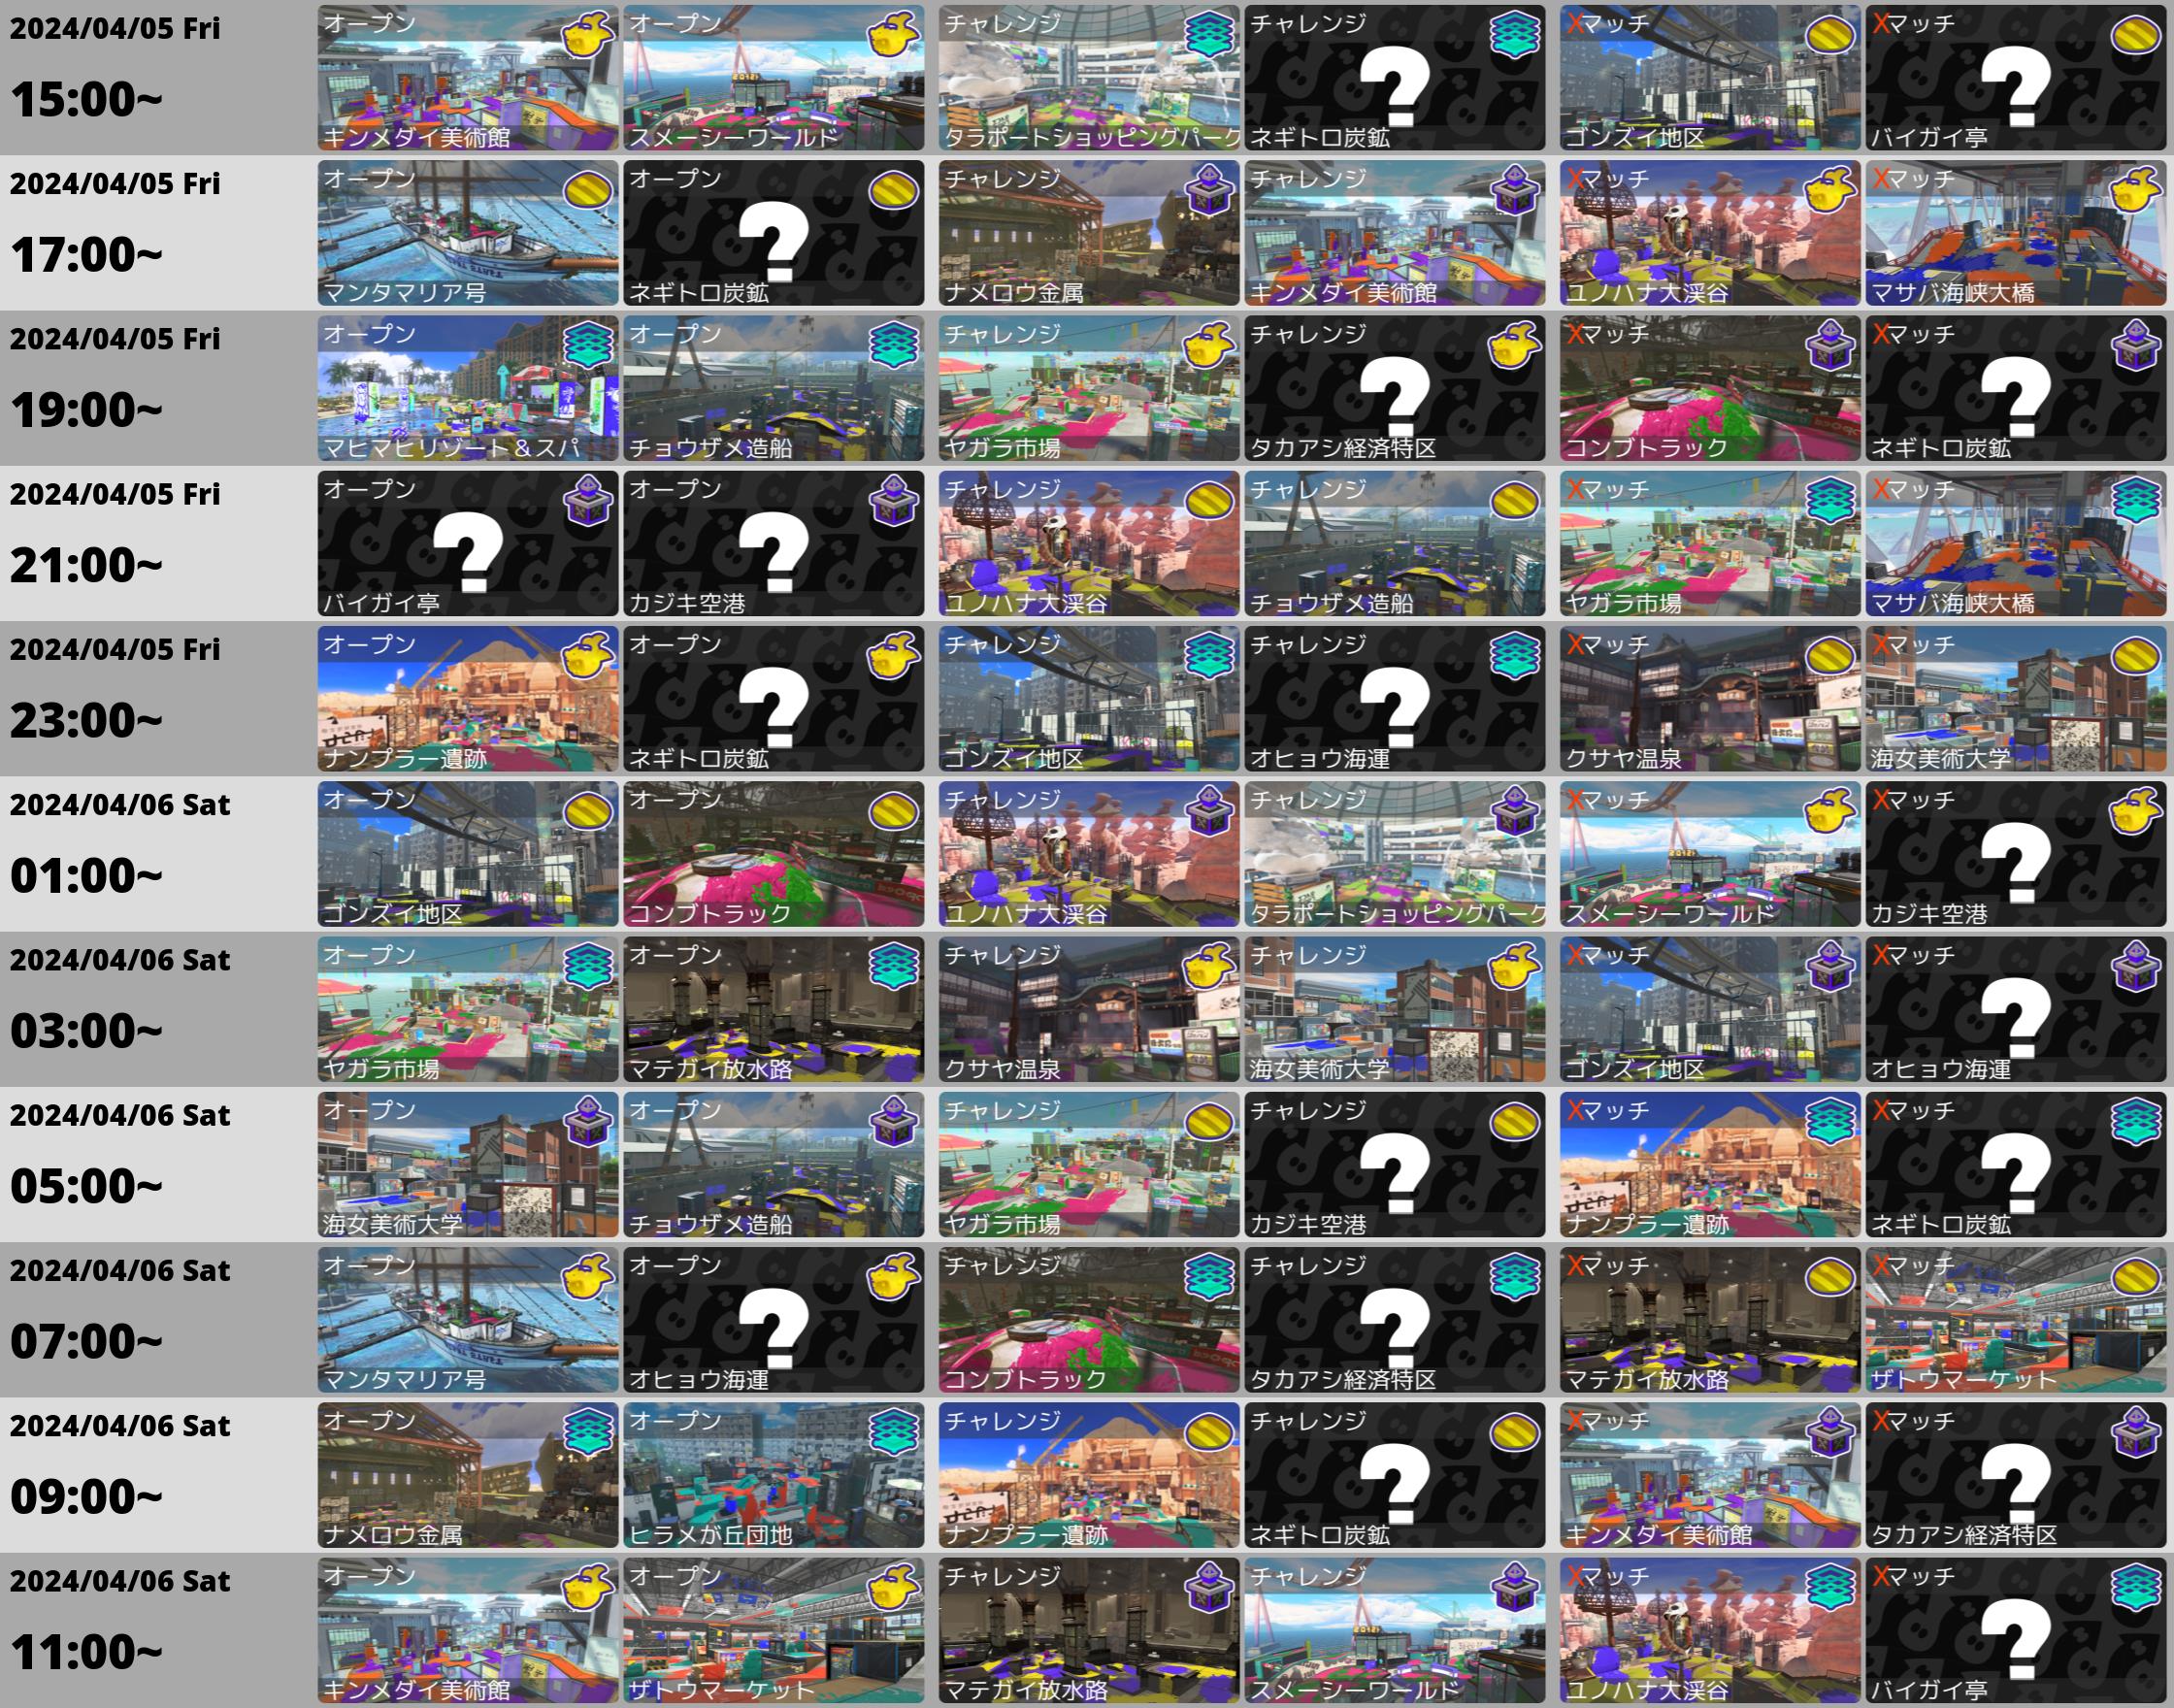 2024/04/05 Fri
15:00~
オープン
キンメダイ美術館
オープン
スメーシーワールド
チャレンジ
タラポートショッピングパーク
チャレンジ
?
ネギトロ炭鉱
Xマッチ
ゴンズイ地区
Xマッチ
?
バイガイ亭
2024/04/05 Fri
17:00~
オープン
マンタマリア号
オープン
?
ネギトロ炭鉱
チャレンジ
ナメロウ金属
チャレンジ
キンメダイ美術館
Xマッチ
ユノハナ大渓谷
Xマッチ
マサバ海峡大橋
2024/04/05 Fri
19:00~
オープン
マヒマヒリゾート&スパ
オープン
チョウザメ造船
チャレンジ
ヤガラ市場
チャレンジ
?
タカアシ経済特区
Xマッチ
コンブトラック
Xマッチ
?
ネギトロ炭鉱
2024/04/05 Fri
21:00~
オープン
?
バイガイ亭
オープン
?
カジキ空港
チャレンジ
ユノハナ大渓谷
チャレンジ
チョウザメ造船
Xマッチ
ヤガラ市場
Xマッチ
マサバ海峡大橋
2024/04/05 Fri
23:00~
オープン
ナンプラー遺跡
オープン
?
ネギトロ炭鉱
チャレンジ
ゴンズイ地区
チャレンジ
?
オヒョウ海運
Xマッチ
クサヤ温泉
Xマッチ
海女美術大学
2024/04/06 Sat
01:00~
オープン
ゴンズイ地区
オープン
コンブトラック
チャレンジ
ユノハナ大渓谷
チャレンジ
タラポートショッピングパーク
Xマッチ
スメーシーワールド
Xマッチ
?
カジキ空港
2024/04/06 Sat
03:00~
オープン
ヤガラ市場
オープン
マテガイ放水路
チャレンジ
クサヤ温泉
チャレンジ
海女美術大学
Xマッチ
ゴンズイ地区
Xマッチ
?
オヒョウ海運
2024/04/06 Sat
05:00~
オープン
海女美術大学
オープン
チョウザメ造船
チャレンジ
ヤガラ市場
チャレンジ
?
カジキ空港
Xマッチ
ナンプラー遺跡
Xマッチ
?
ネギトロ炭鉱
2024/04/06 Sat
07:00~
オープン
マンタマリア号
オープン
?
オヒョウ海運
チャレンジ
コンブトラック
チャレンジ
?
タカアシ経済特区
Xマッチ
マテガイ放水路
Xマッチ
ザトウマーケット
2024/04/06 Sat
09:00~
オープン
ナメロウ金属
オープン
ヒラメが丘団地
チャレンジ
ナンプラー遺跡
チャレンジ
?
ネギトロ炭鉱
Xマッチ
キンメダイ美術館
Xマッチ
?
タカアシ経済特区
2024/04/06 Sat
11:00~
オープン
キンメダイ美術館
オープン
ザトウマーケット
チャレンジ
マテガイ放水路
チャレンジ
スメーシーワールド
Xマッチ
ユノハナ大渓谷
Xマッチ
?
バイガイ亭